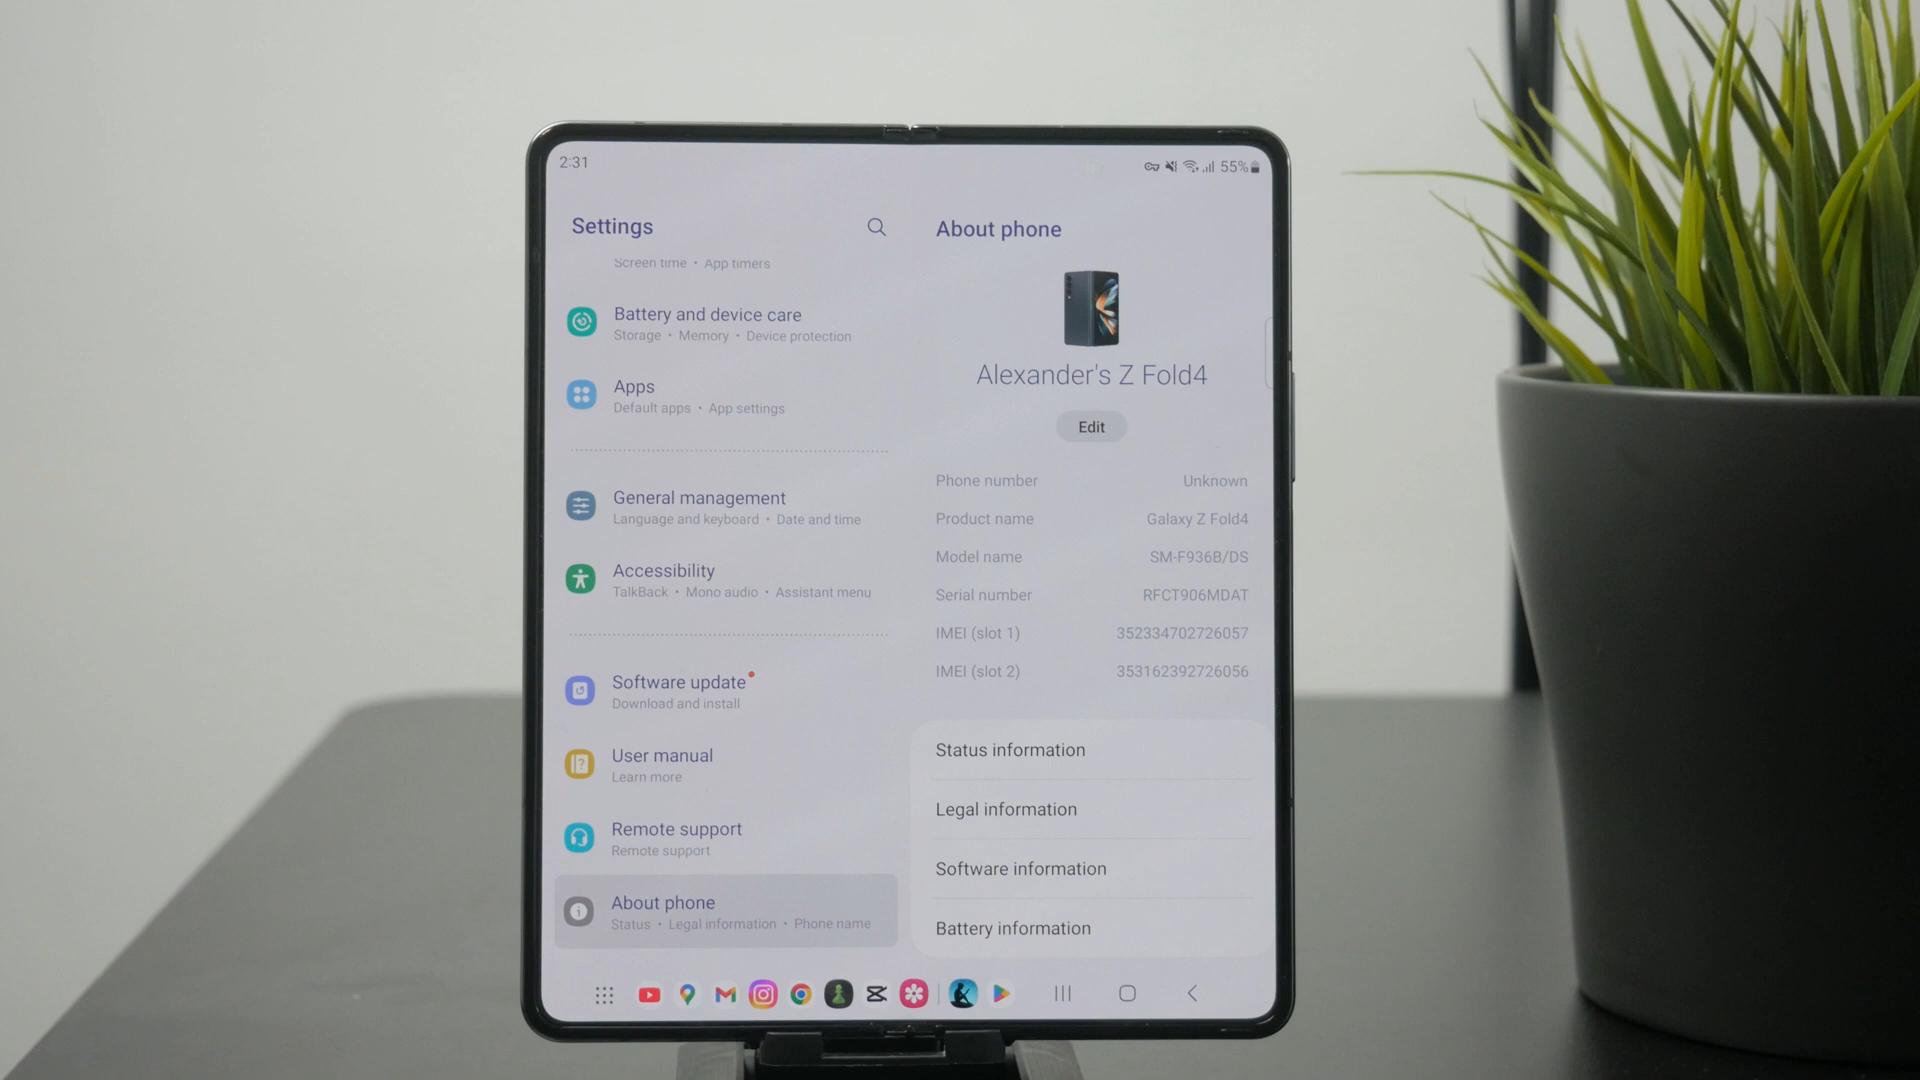 2:31
55%
Settings
Screen time • App timers
Battery and device care
Storage • Memory • Device protection
Apps
Default apps • App settings
General management
Language and keyboard • Date and time
Accessibility
TalkBack • Mono audio • Assistant menu
Software update
Download and install
User manual
Learn more
Remote support
Remote support
About phone
Status • Legal information • Phone name
About phone
Alexander's Z Fold4
Edit
Phone number Unknown
Product name Galaxy Z Fold4
Model name SM-F936B/DS
Serial number RFCT906MDAT
IMEI (slot 1) 352334702726057
IMEI (slot 2) 353162392726056
Status information
Legal information
Software information
Battery information